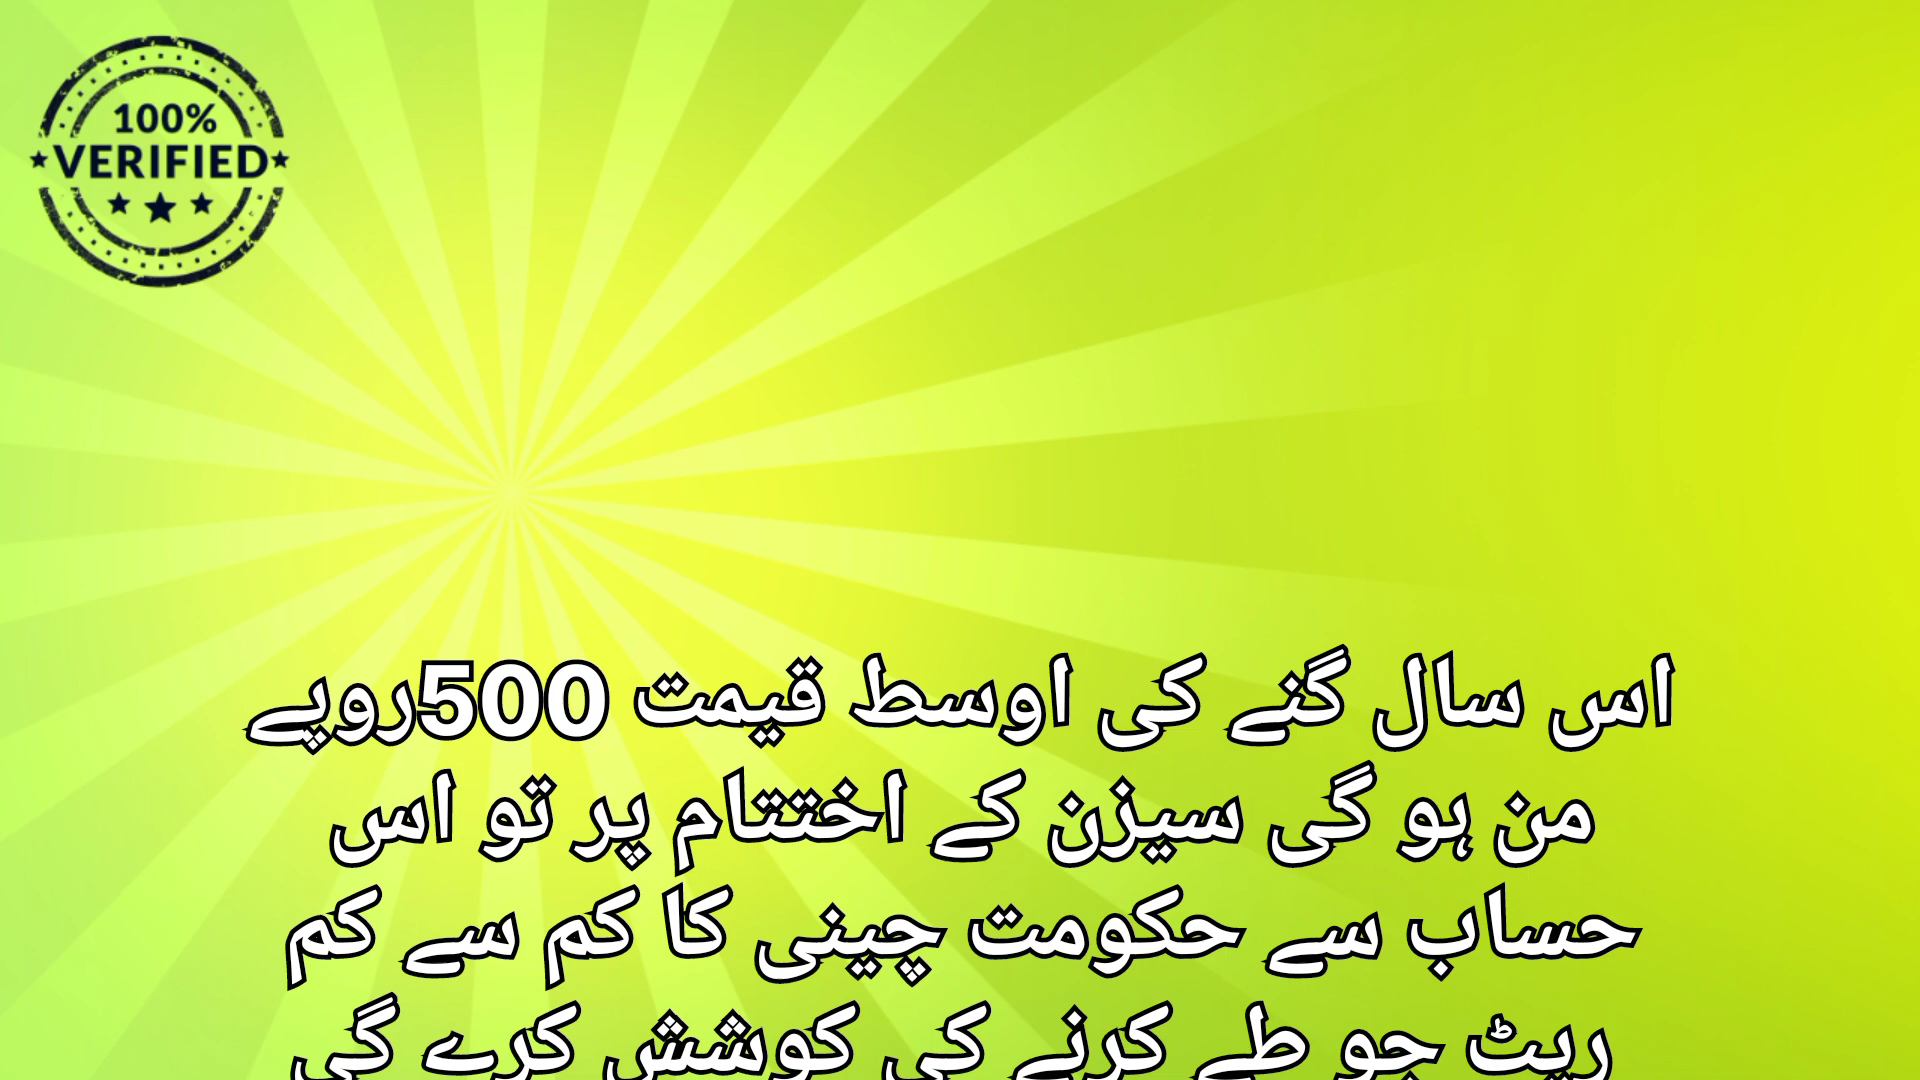 100%
VERIFIED
اس سال گنے کی اوسط قیمت 500روپے
من ہو گی سیزن کے اختتام پر تو اس
حساب سے حکومت چینی کا کم سے کم
ریٹ جو طے کرنے کی کوشش کرے گی